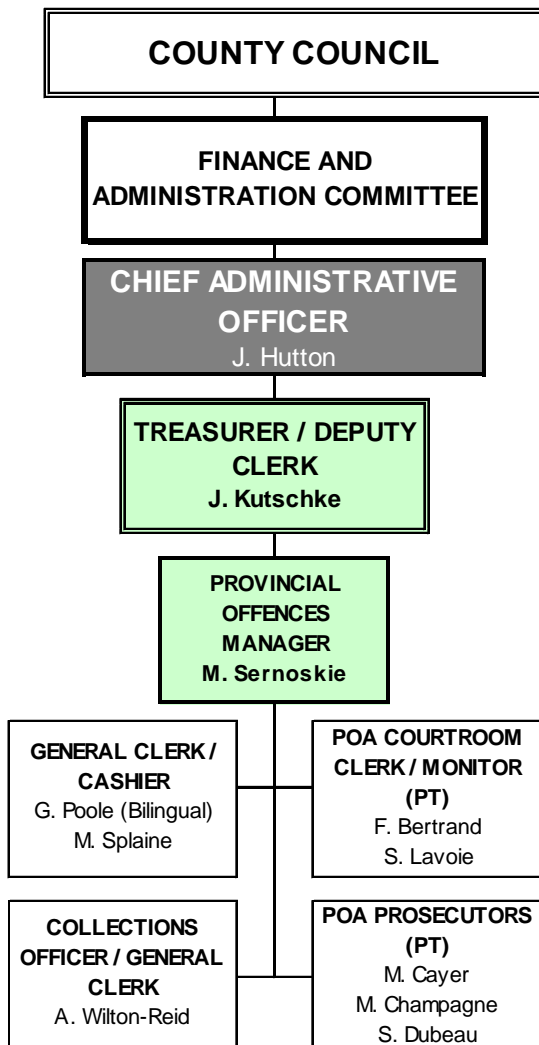 COUNTY COUNCIL
FINANCE AND
ADMINISTRATION COMMITTEE
CHIEF ADMINISTRATIVE
OFFICER
J. Hutton
TREASURER / DEPUTY
CLERK
J. Kutschke
PROVINCIAL
OFFENCES
MANAGER
M. Sernoskie
GENERAL CLERK /
CASHIER
G. Poole (Bilingual)
M. Splaine
POA COURTROOM
CLERK / MONITOR
(PT)
F. Bertrand
S. Lavoie
COLLECTIONS
OFFICER / GENERAL
CLERK
A. Wilton-Reid
POA PROSECUTORS
(PT)
M. Cayer
M. Champagne
S. Dubeau